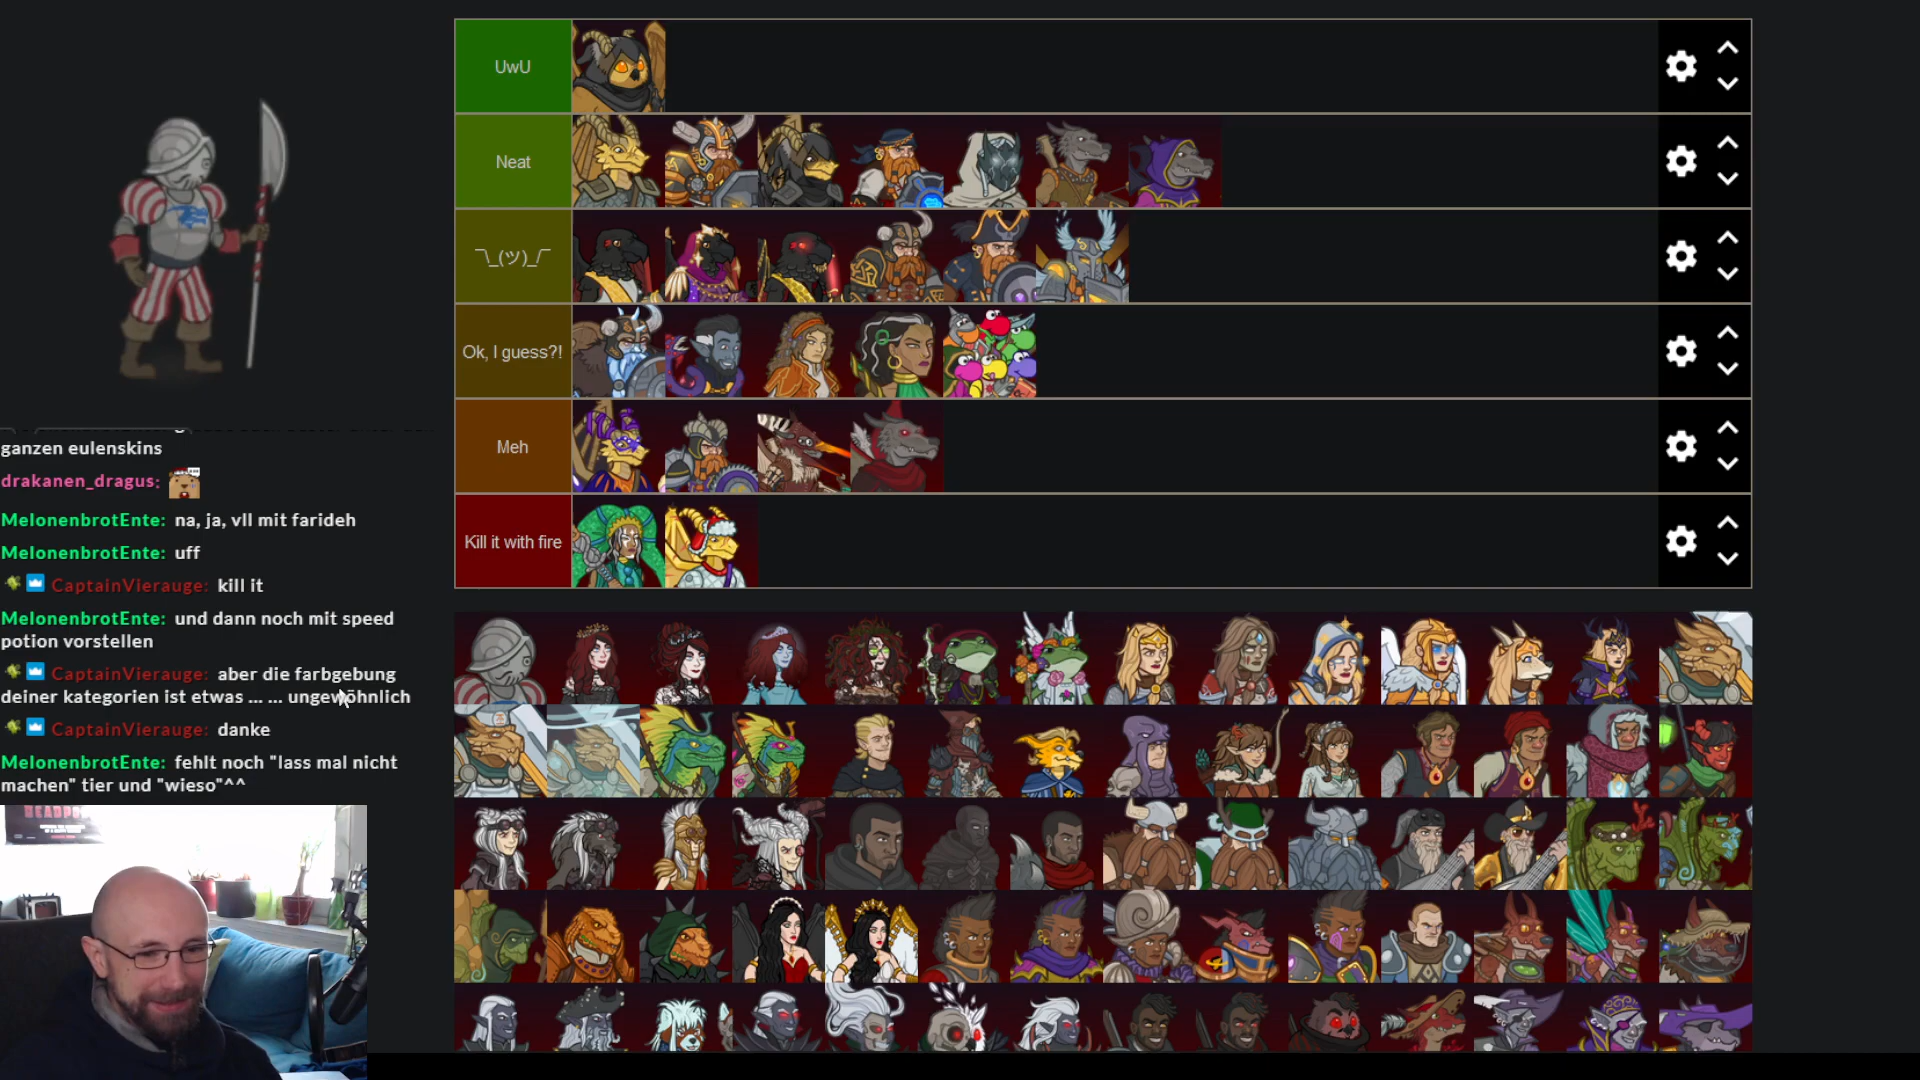 UwU
Neat
¯\_(ツ)_/¯
Ok, I guess?!
Meh
Kill it with fire
ganzen eulenskins
drakanen_dragus:
MelonenbrotEnte: na, ja, vll mit farideh
MelonenbrotEnte: uff
CaptainVierauge: kill it
MelonenbrotEnte: und dann noch mit speed
potion vorstellen
CaptainVierauge: aber die farbgebung
deiner kategorien ist etwas ... ... ungewöhnlich
CaptainVierauge: danke
MelonenbrotEnte: fehlt noch "lass mal nicht
machen" tier und "wieso"^^